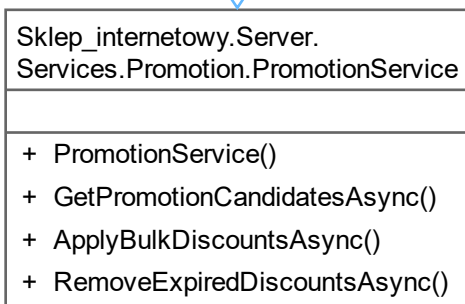 Sklep_internetowy.Server.
Services.Promotion.PromotionService
+ PromotionService()
+ GetPromotionCandidatesAsync()
+ ApplyBulkDiscountsAsync()
+ RemoveExpiredDiscountsAsync()